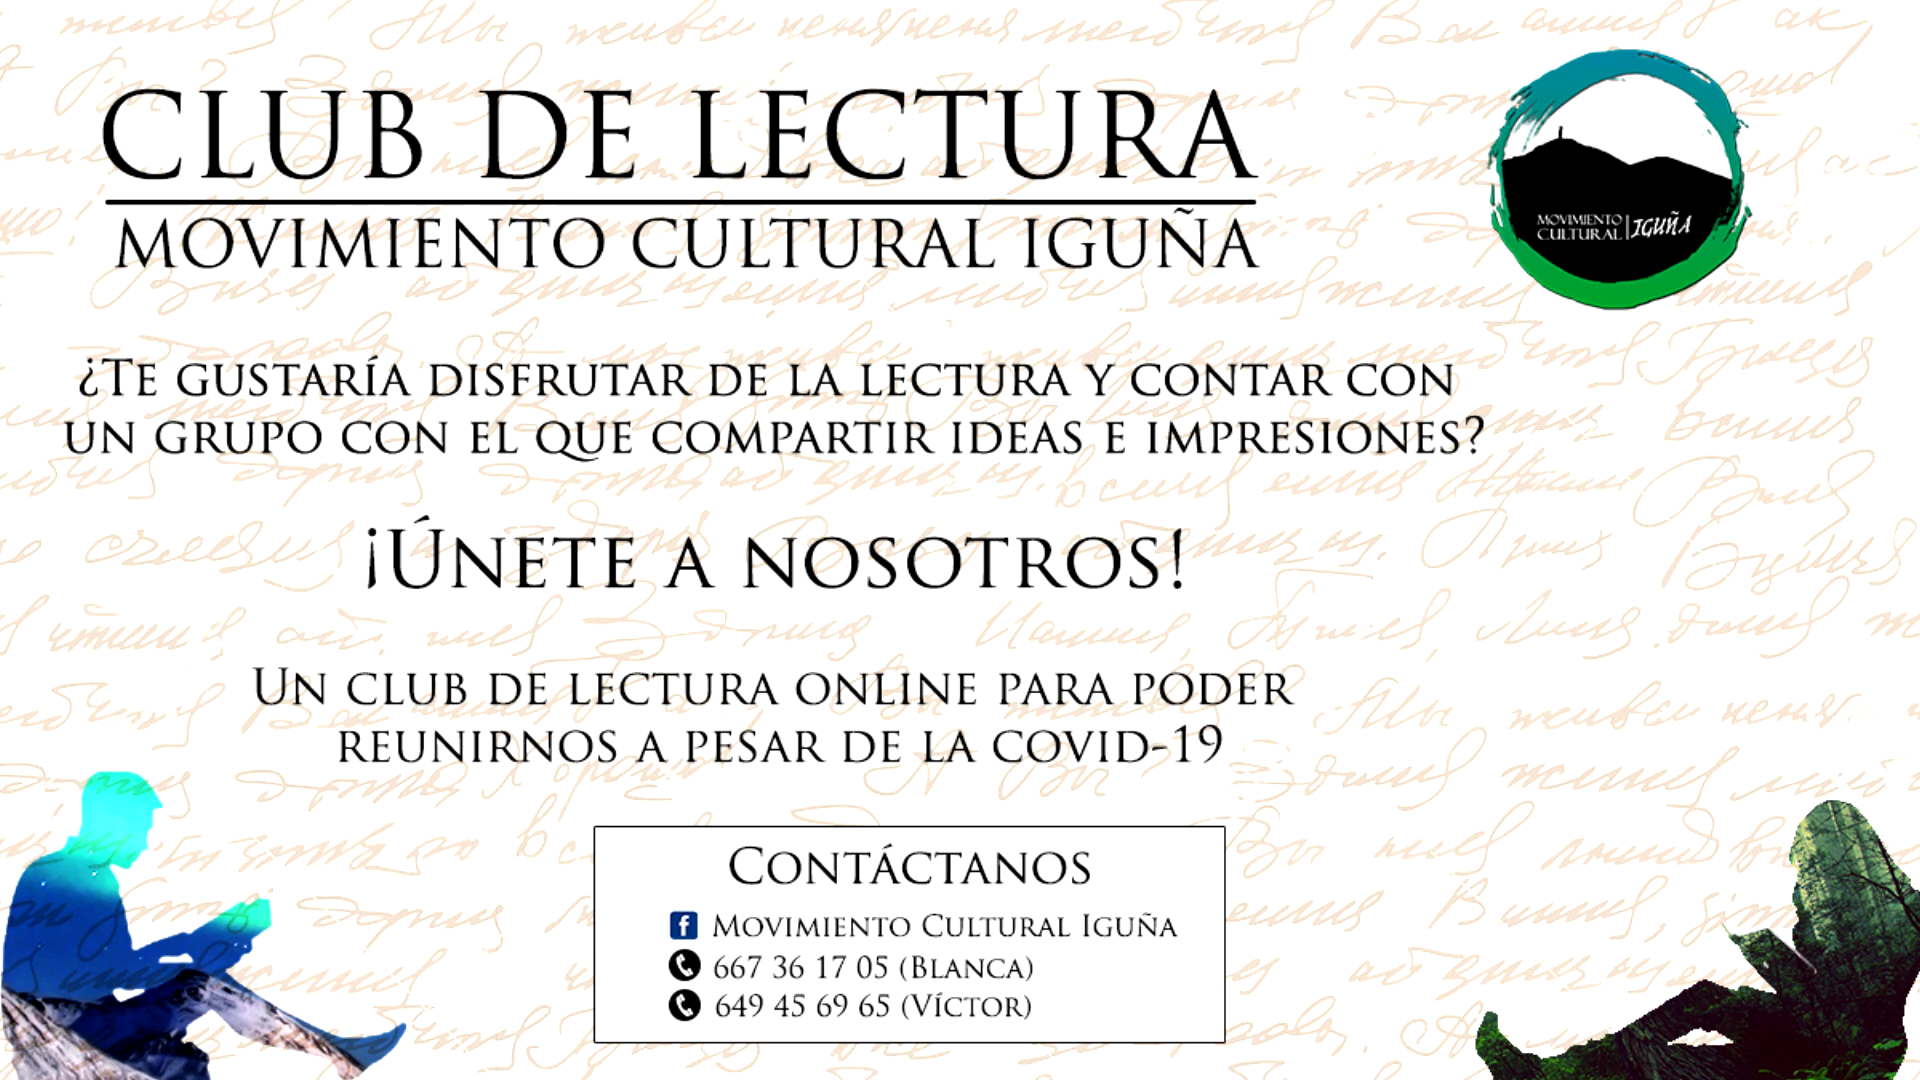 CLUB DE LECTURA
MOVIMIENTO CULTURAL IGUÑA
MOVIMIENTO
CULTURAL
IGUÑA
¿TE GUSTARÍA DISFRUTAR DE LA LECTURA Y CONTAR CON
UN GRUPO CON EL QUE COMPARTIR IDEAS E IMPRESIONES?
¡ÚNETE A NOSOTROS!
UN CLUB DE LECTURA ONLINE PARA PODER
REUNIRNOS A PESAR DE LA COVID-19
CONTÁCTANOS
MOVIMIENTO CULTURAL IGUÑA
667 36 17 05 (BLANCA)
649 45 69 65 (VÍCTOR)